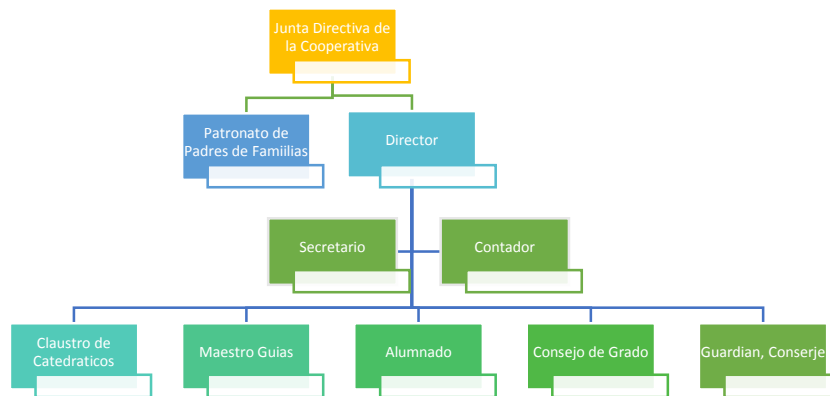 Junta Directiva de
la Cooperativa
Patronato de
Padres de Famiilias
Director
Secretario
Contador
Claustro de
Catedraticos
Maestro Guias
Alumnado
Consejo de Grado
Guardian, Conserje